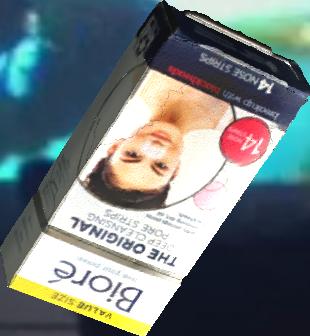 VALUE SIZE
Bioré
free your pores
THE ORIGINAL
DEEP CLEANSING
PORE STRIPS
14
breakup with blackheads
14 NOSE STRIPS